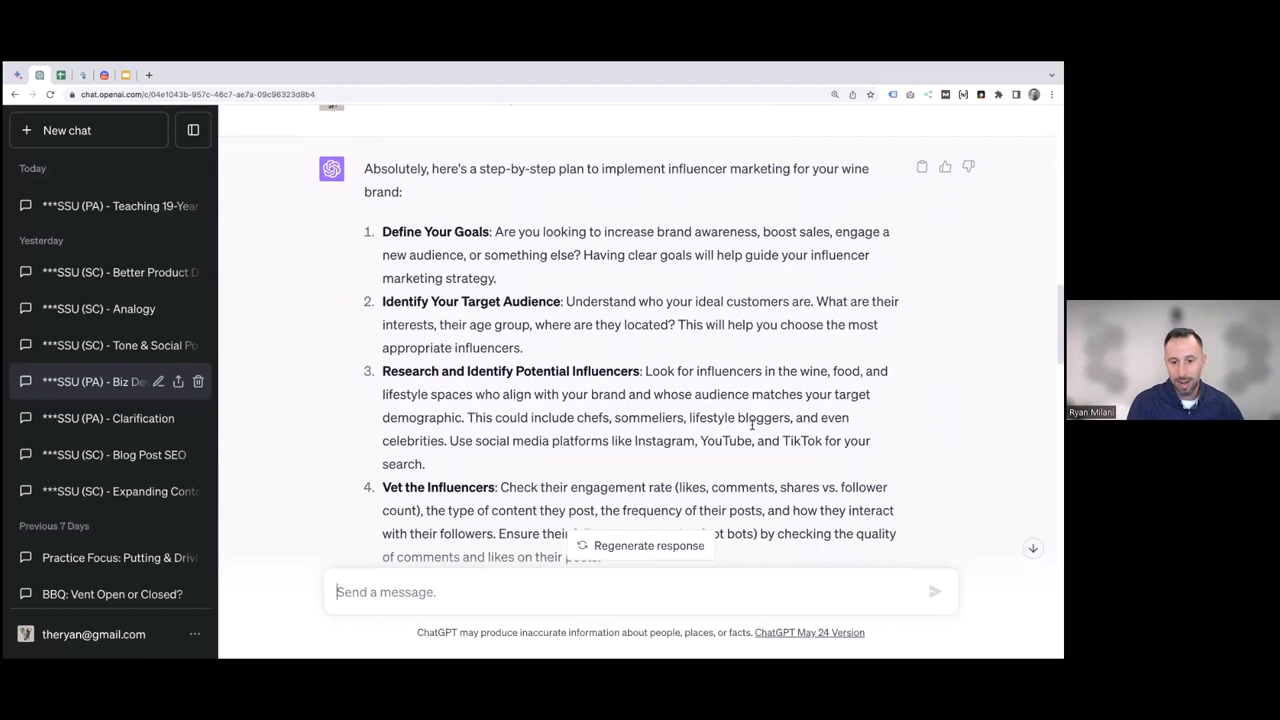 chat.openai.com/c/04e1043b-957c-46c7-ae7a-09c96323d8b4
New chat
Today
***SSU (PA) - Teaching 19-Year
Yesterday
***SSU (SC) - Better Product D
***SSU (SC) - Analogy
***SSU (SC) - Tone & Social Po
***SSU (PA) - Biz De
***SSU (PA) - Clarification
***SSU (SC) - Blog Post SEO
***SSU (SC) - Expanding Conte
Previous 7 Days
Practice Focus: Putting & Drivi
BBQ: Vent Open or Closed?
theryan@gmail.com
Absolutely, here's a step-by-step plan to implement influencer marketing for your wine
brand:
1. Define Your Goals: Are you looking to increase brand awareness, boost sales, engage a
new audience, or something else? Having clear goals will help guide your influencer
marketing strategy.
2. Identify Your Target Audience: Understand who your ideal customers are. What are their
interests, their age group, where are they located? This will help you choose the most
appropriate influencers.
3. Research and Identify Potential Influencers: Look for influencers in the wine, food, and
lifestyle spaces who align with your brand and whose audience matches your target
demographic. This could include chefs, sommeliers, lifestyle bloggers, and even
celebrities. Use social media platforms like Instagram, YouTube, and TikTok for your
search.
4. Vet the Influencers: Check their engagement rate (likes, comments, shares vs. follower
count), the type of content they post, the frequency of their posts, and how they interact
with their followers. Ensure their ot bots) by checking the quality
of comments and likes on their posts.
Regenerate response
Send a message.
ChatGPT may produce inaccurate information about people, places, or facts. ChatGPT May 24 Version
Ryan Milani